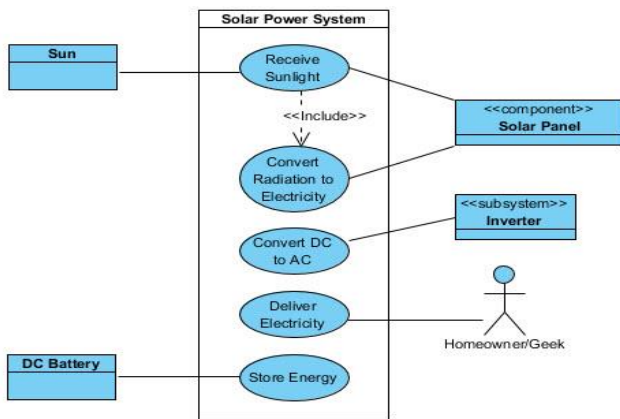 Solar Power System
Sun
Receive
Sunlight
<<Include>>
<<component>>
Solar Panel
Convert
Radiation to
Electricity
<<subsystem>>
Inverter
Convert DC
to AC
Deliver
Electricity
Homeowner/Geek
DC Battery
Store Energy